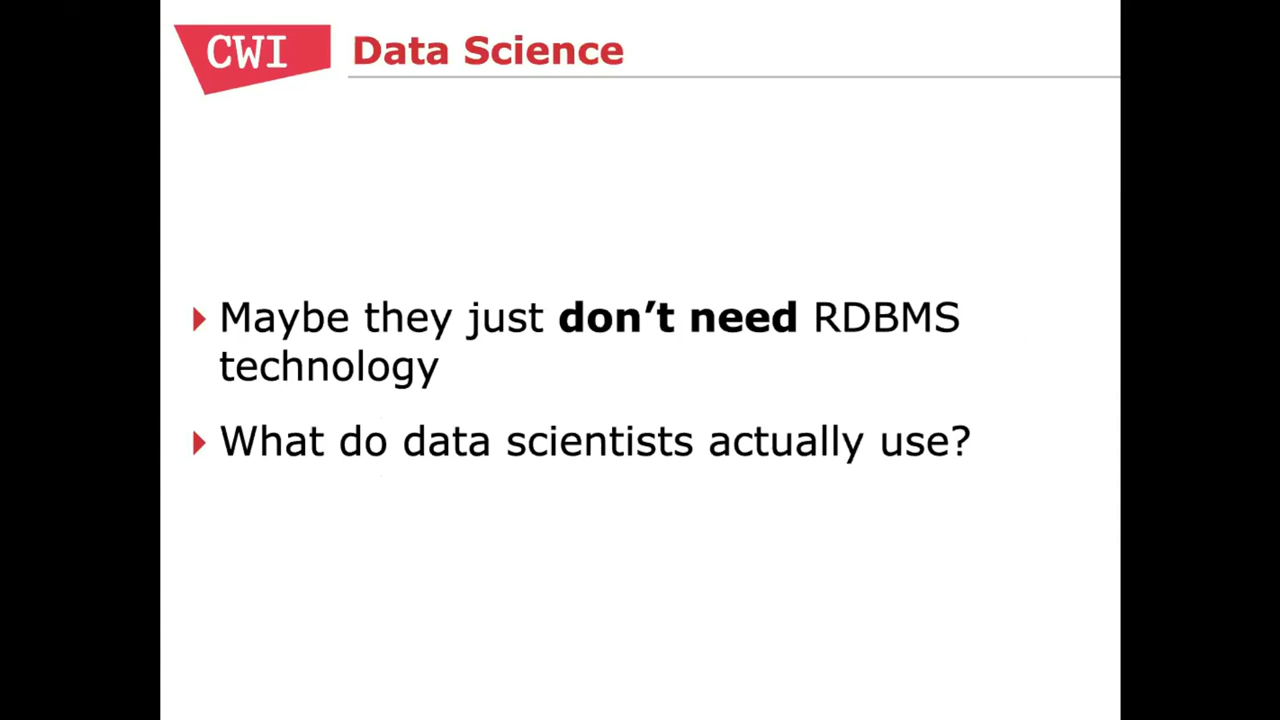 CWI
Data Science
Maybe they just don’t need RDBMS
technology
What do data scientists actually use?